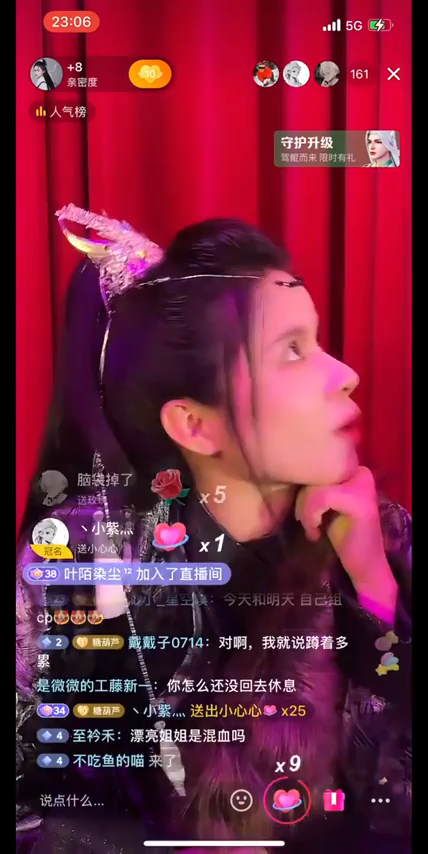 23:06
5G
+8
亲密度
10
161
人气榜
守护升级
驾鲲而来 限时有礼
脑袋掉了
送玫
x5
丶小紫𤇃
冠名
送小心心
x1
38 叶陌染尘¹² 加入了直播间
星空
今天和明天 自己组
cp
2 糖葫芦 戴戴子0714：对啊，我就说蹲着多
累
是微微的工藤新一：你怎么还没回去休息
34 糖葫芦 丶小紫 送出小心心 x25
4 至衿禾：漂亮姐姐是混血吗
4 不吃鱼的喵 来了
x9
说点什么...